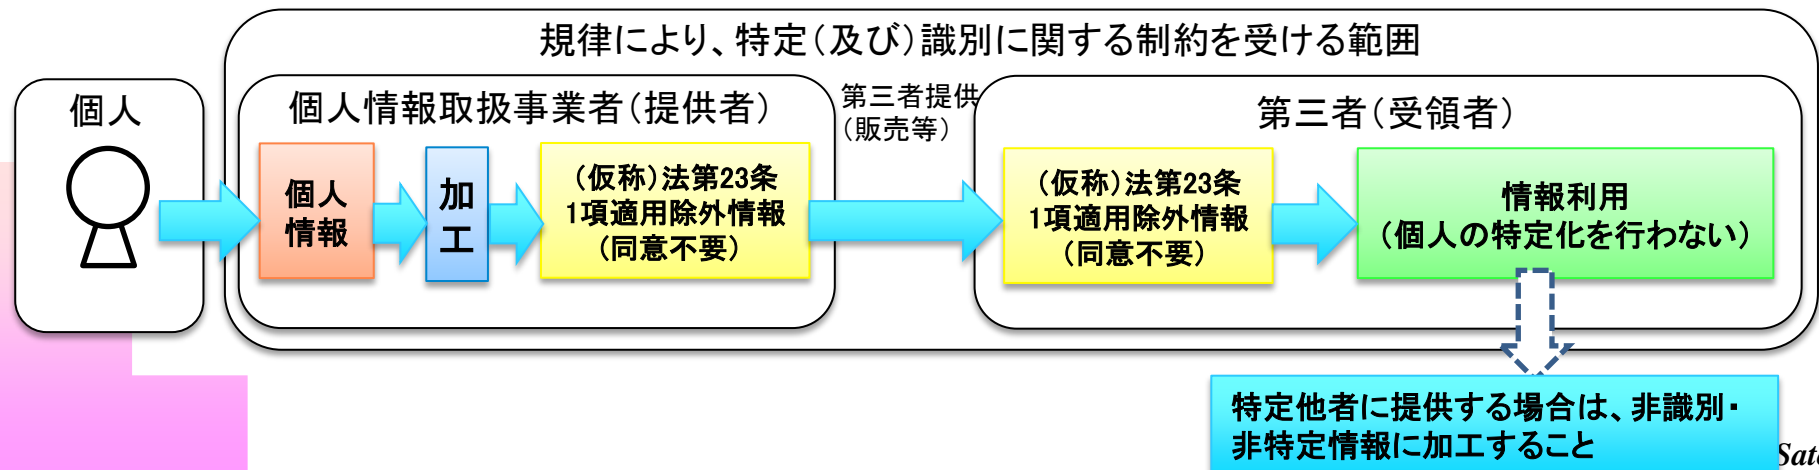 規律により、特定(及び)識別に関する制約を受ける範囲
個人
個人情報取扱事業者(提供者)
第三者提供
(販売等)
第三者(受領者)
個人
情報
加
工
(仮称)法第23条
1項適用除外情報
(同意不要)
(仮称)法第23条
1項適用除外情報
(同意不要)
情報利用
(個人の特定化を行わない)
特定他者に提供する場合は、非識別・
非特定情報に加工すること